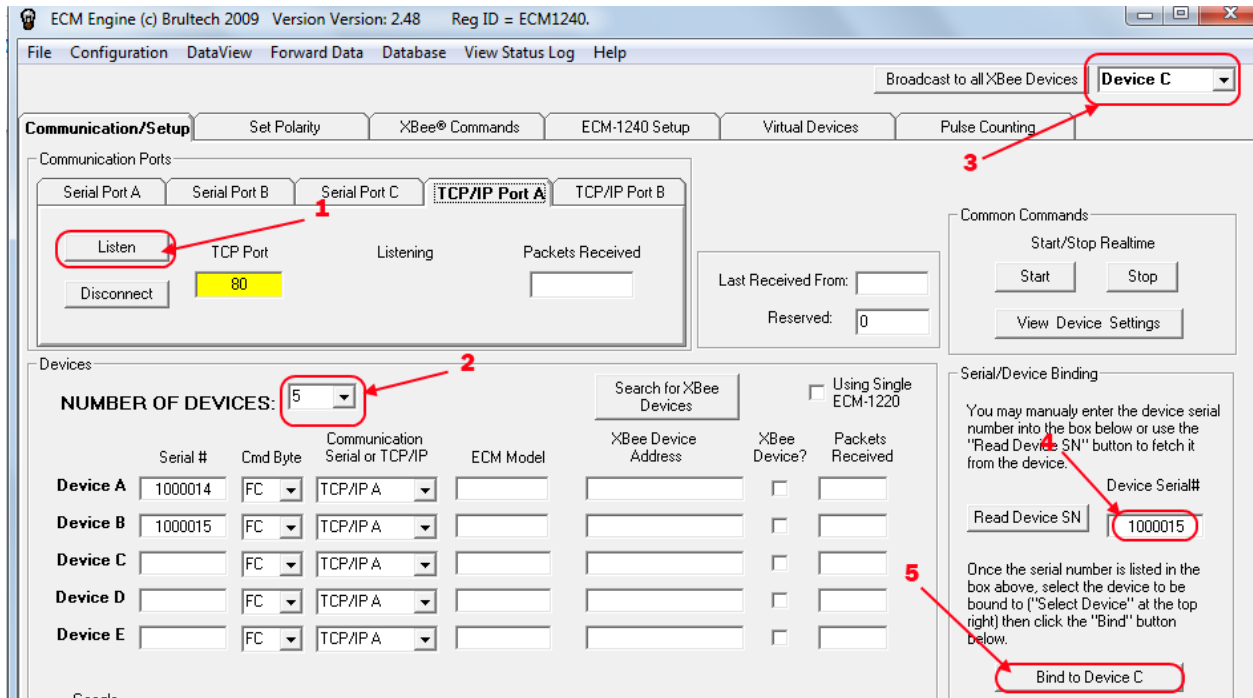 ECM Engine (c) Brultech 2009 Version Version: 2.48 Reg ID = ECM1240.
File Configuration DataView Forward Data Database View Status Log Help
Broadcast to all XBee Devices Device C
3
Communication/Setup Set Polarity XBee® Commands ECM-1240 Setup Virtual Devices Pulse Counting
Communication Ports
Serial Port A Serial Port B Serial Port C TCP/IP Port A TCP/IP Port B
1
Listen TCP Port Listening Packets Received
80
Disconnect
Last Received From:
Reserved: 0
Common Commands
Start/Stop Realtime
Start Stop
View Device Settings
Devices
2
NUMBER OF DEVICES: 5
Search for XBee
Devices
Using Single
ECM-1220
Serial # Cmd Byte Communication
Serial or TCP/IP ECM Model XBee Device
Address XBee
Device? Packets
Received
Device A 1000014 FC TCP/IP A
Device B 1000015 FC TCP/IP A
Device C FC TCP/IP A
Device D FC TCP/IP A
Device E FC TCP/IP A
Serial/Device Binding
You may manualy enter the device serial
number into the box below or use the
"Read Device SN" button to fetch it
from the device.
4
Device Serial#
Read Device SN 1000015
Once the serial number is listed in the
box above, select the device to be
bound to ("Select Device" at the top
right) then click the "Bind" button
below.
5
Bind to Device C